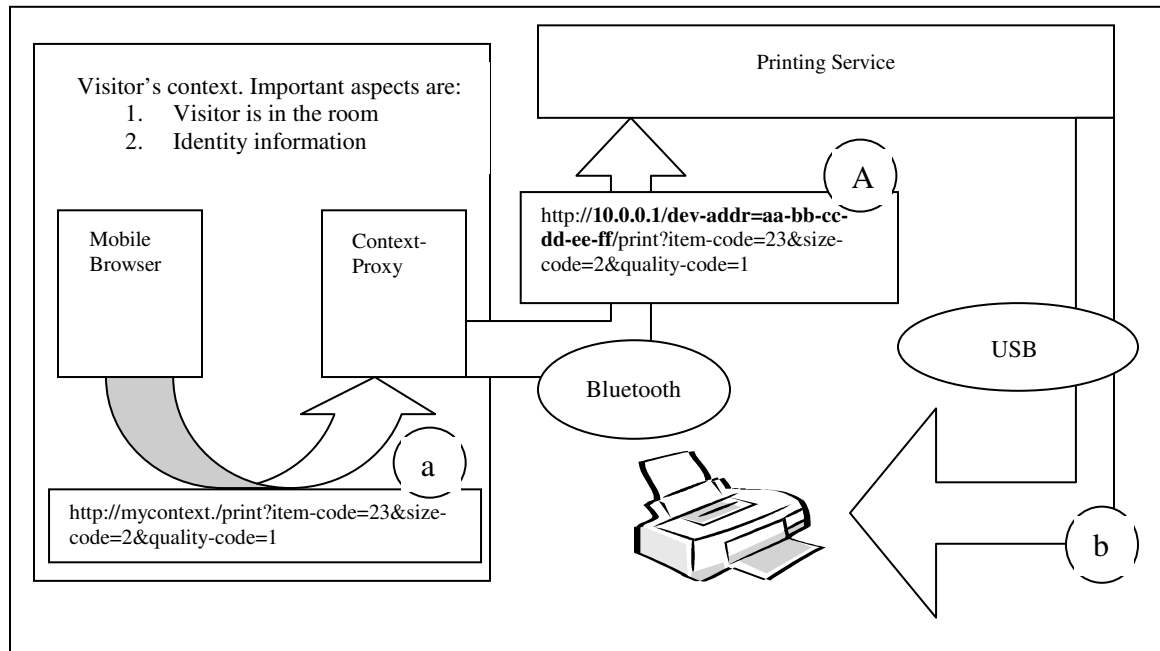 Printing Service
Visitor's context. Important aspects are:
1. Visitor is in the room
2. Identity information
A
http://10.0.0.1/dev-addr=aa-bb-cc-
dd-ee-ff/print?item-code=23&size-
code=2&quality-code=1
Mobile
Browser
Context-
Proxy
USB
Bluetooth
a
http://mycontext./print?item-code=23&size-
code=2&quality-code=1
b